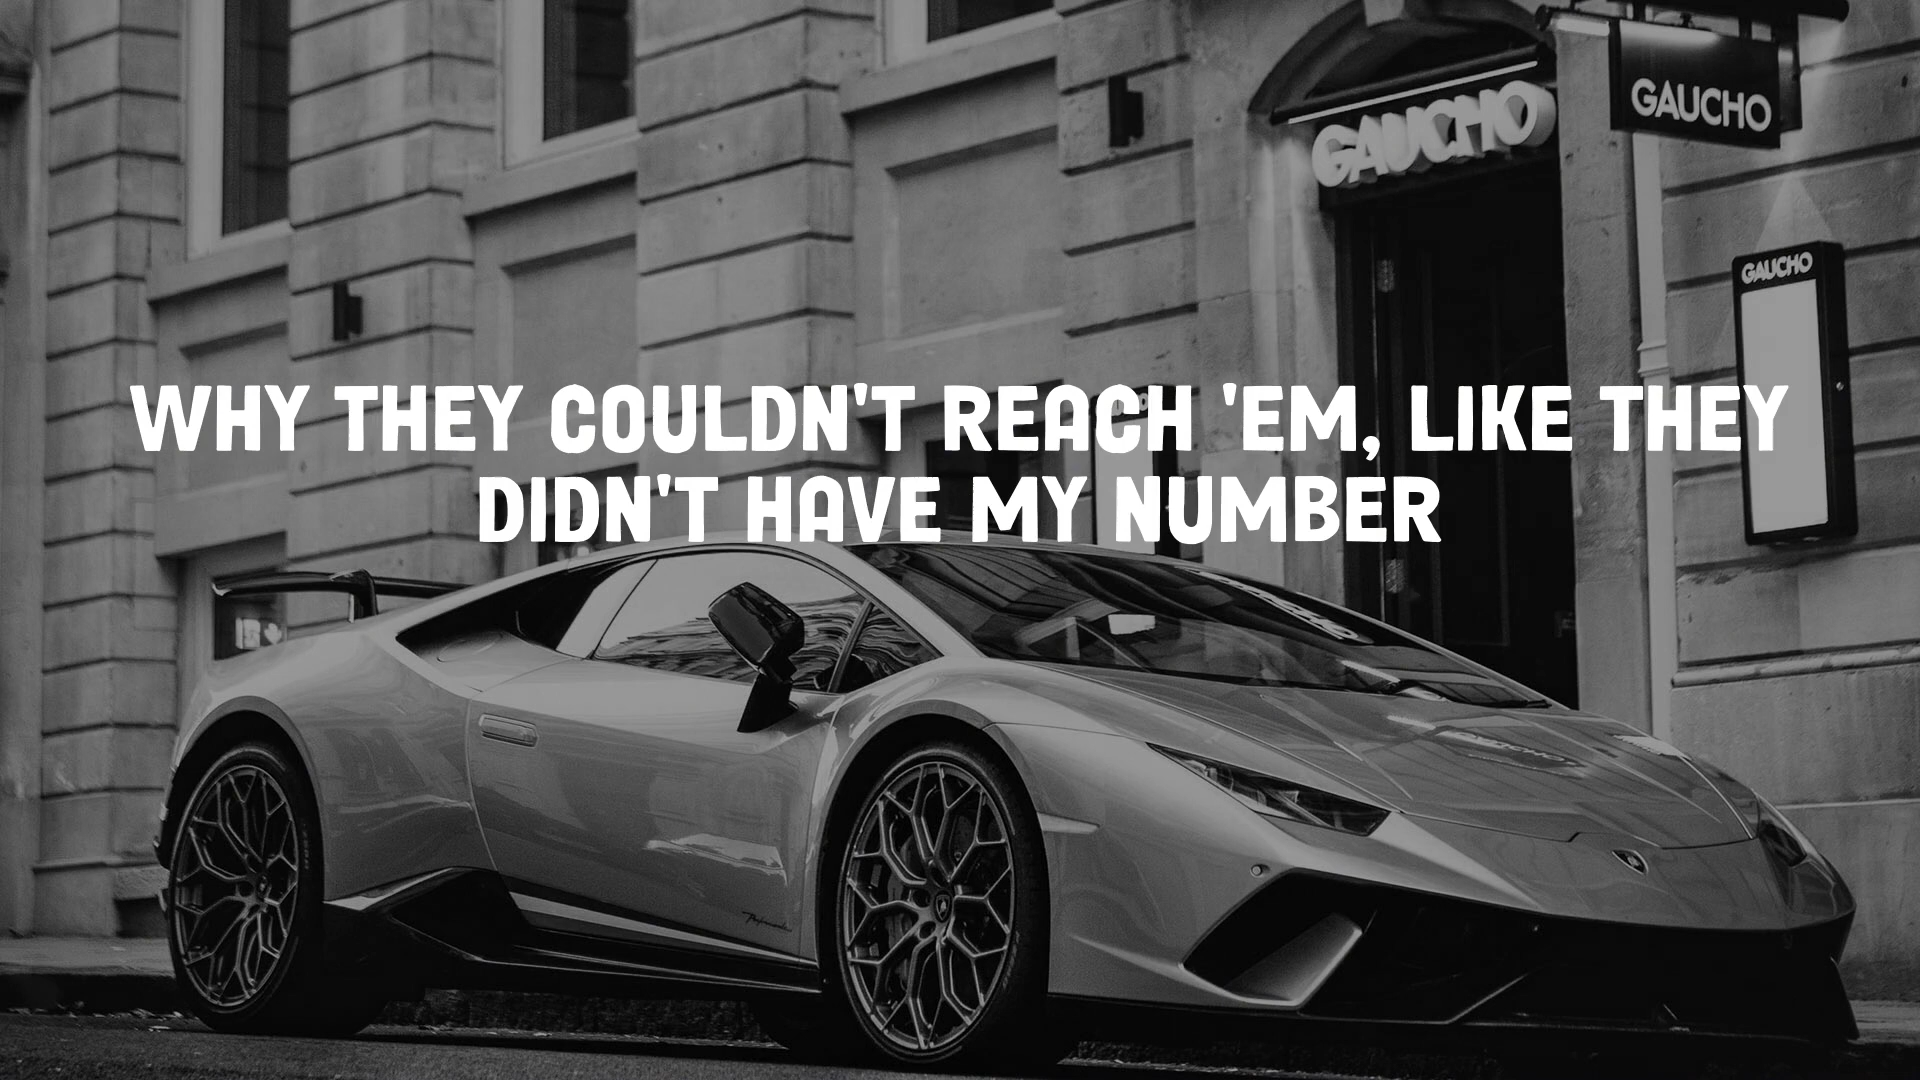 GAUCHO
GAUCHO
GAUCHO
WHY THEY COULDN'T REACH 'EM, LIKE THEY
DIDN'T HAVE MY NUMBER